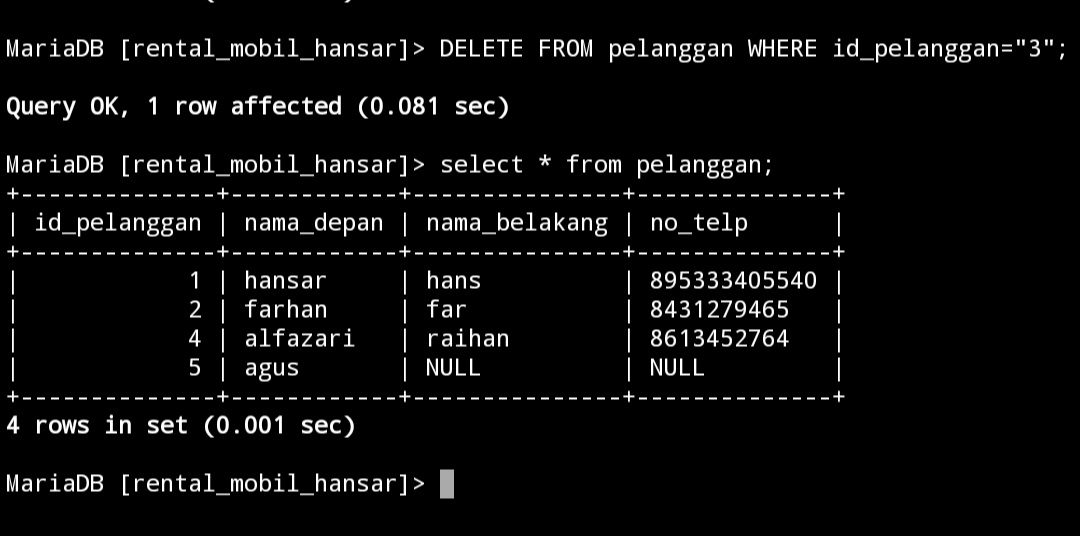 MariaDB [rental_mobil_hansar]> DELETE FROM pelanggan WHERE id_pelanggan="3";
Query OK, 1 row affected (0.081 sec)
MariaDB [rental_mobil_hansar]> select * from pelanggan;
+--------------+------------+---------------+--------------+
| id_pelanggan | nama_depan | nama_belakang | no_telp      |
+--------------+------------+---------------+--------------+
|            1 | hansar     | hans          | 895333405540 |
|            2 | farhan     | far           | 8431279465   |
|            4 | alfazari   | raihan        | 8613452764   |
|            5 | agus       | NULL          | NULL         |
+--------------+------------+---------------+--------------+
4 rows in set (0.001 sec)
MariaDB [rental_mobil_hansar]>